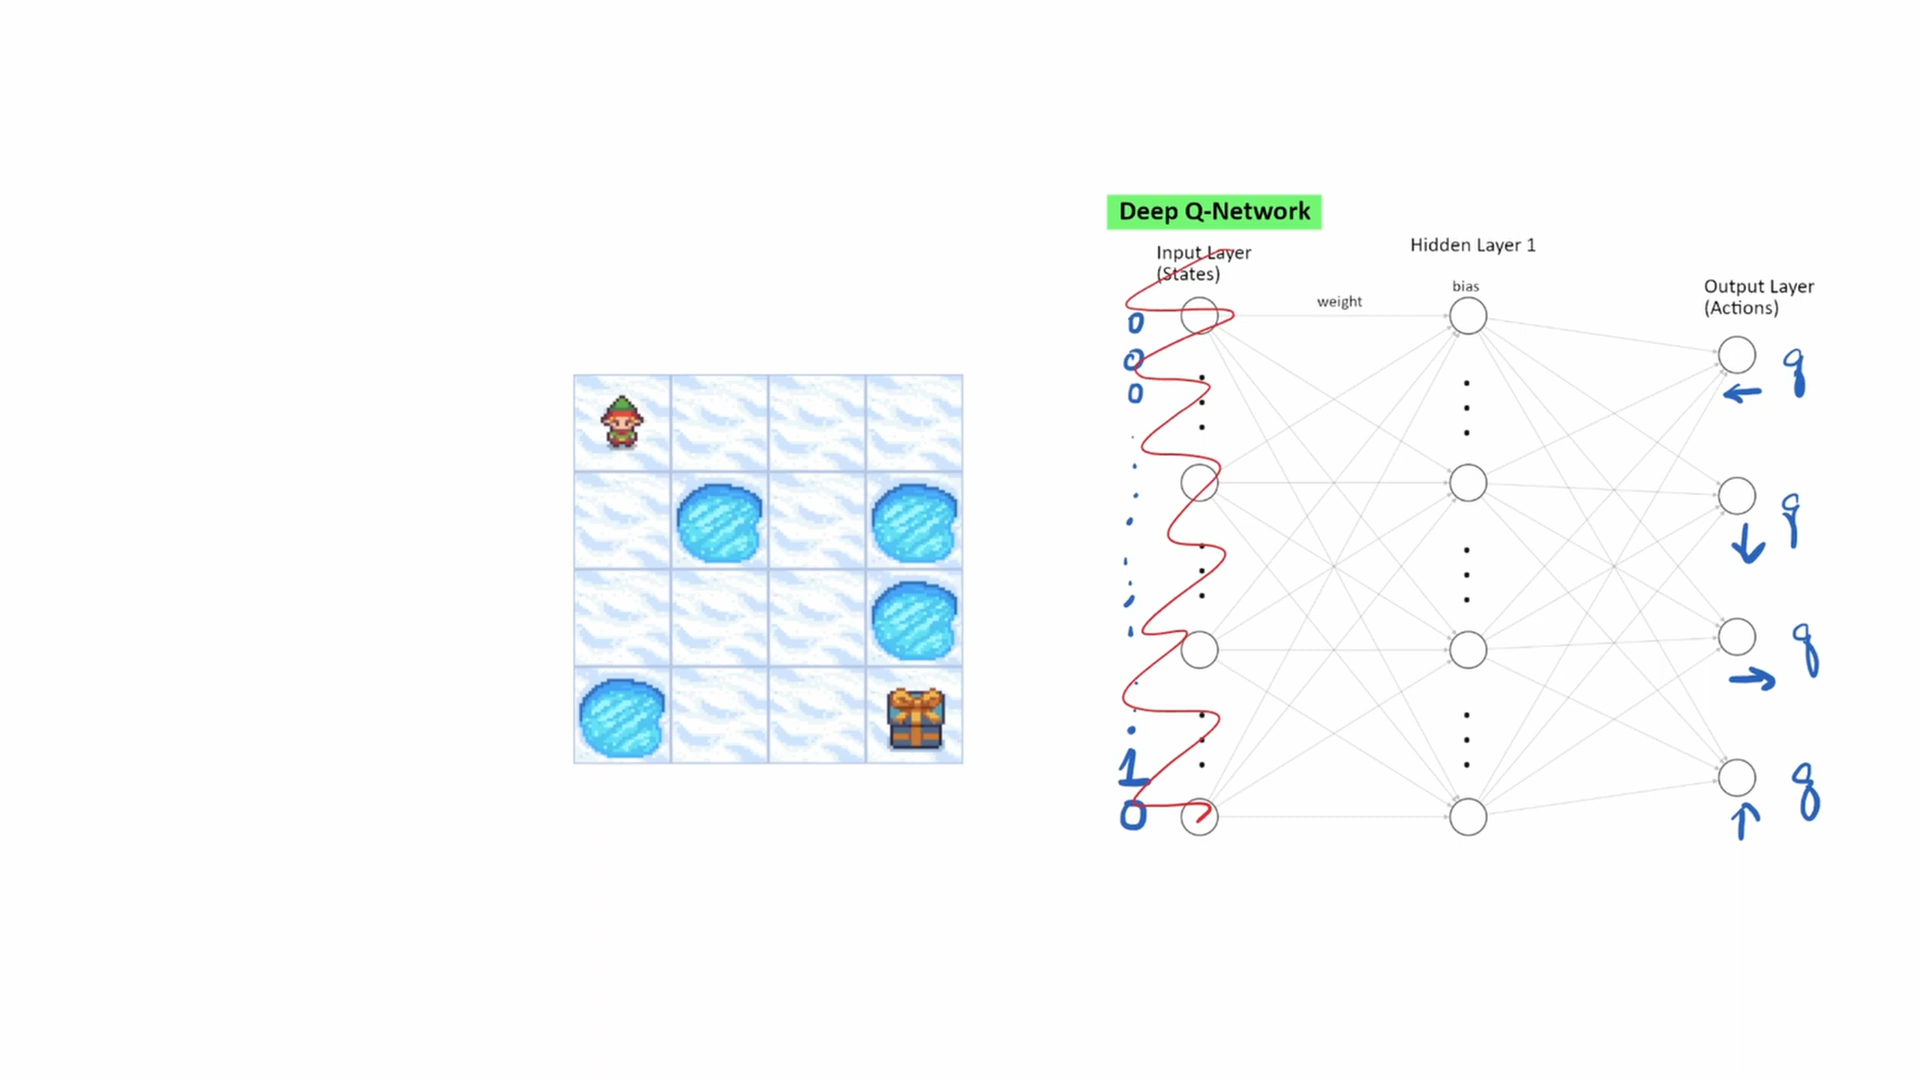 Deep Q-Network
Input Layer
(States)
Hidden Layer 1
bias
weight
Output Layer
(Actions)
0
0
0
1
0
q
←
q
↓
q
→
q
↑